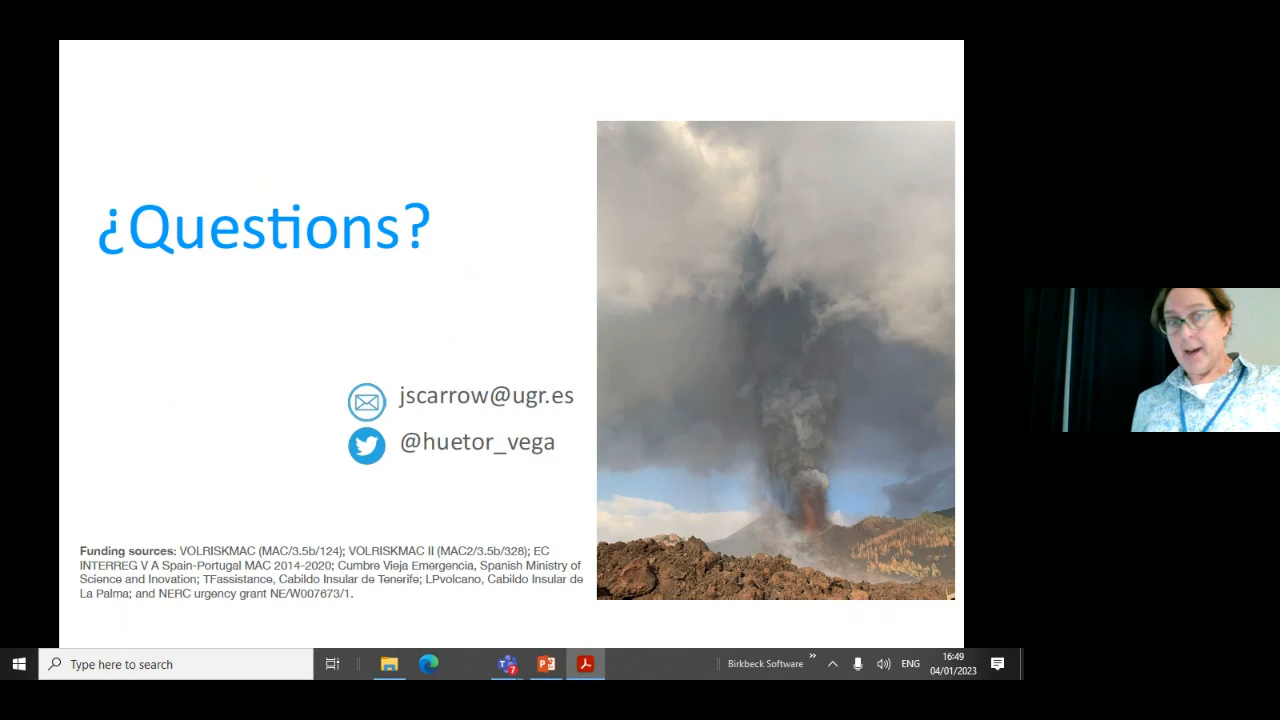 ¿Questions?
jscarrow@ugr.es
@huetor_vega
Funding sources: VOLRISKMAC (MAC/3.5b/124); VOLRISKMAC II (MAC2/3.5b/328); EC
INTERREG V A Spain-Portugal MAC 2014-2020; Cumbre Vieja Emergencia, Spanish Ministry of
Science and Inovation; TFassistance, Cabildo Insular de Tenerife; LPvolcano, Cabildo Insular de
La Palma; and NERC urgency grant NE/W007673/1.
Type here to search
7
P
Birkbeck Software
»
ENG
16:49
04/01/2023